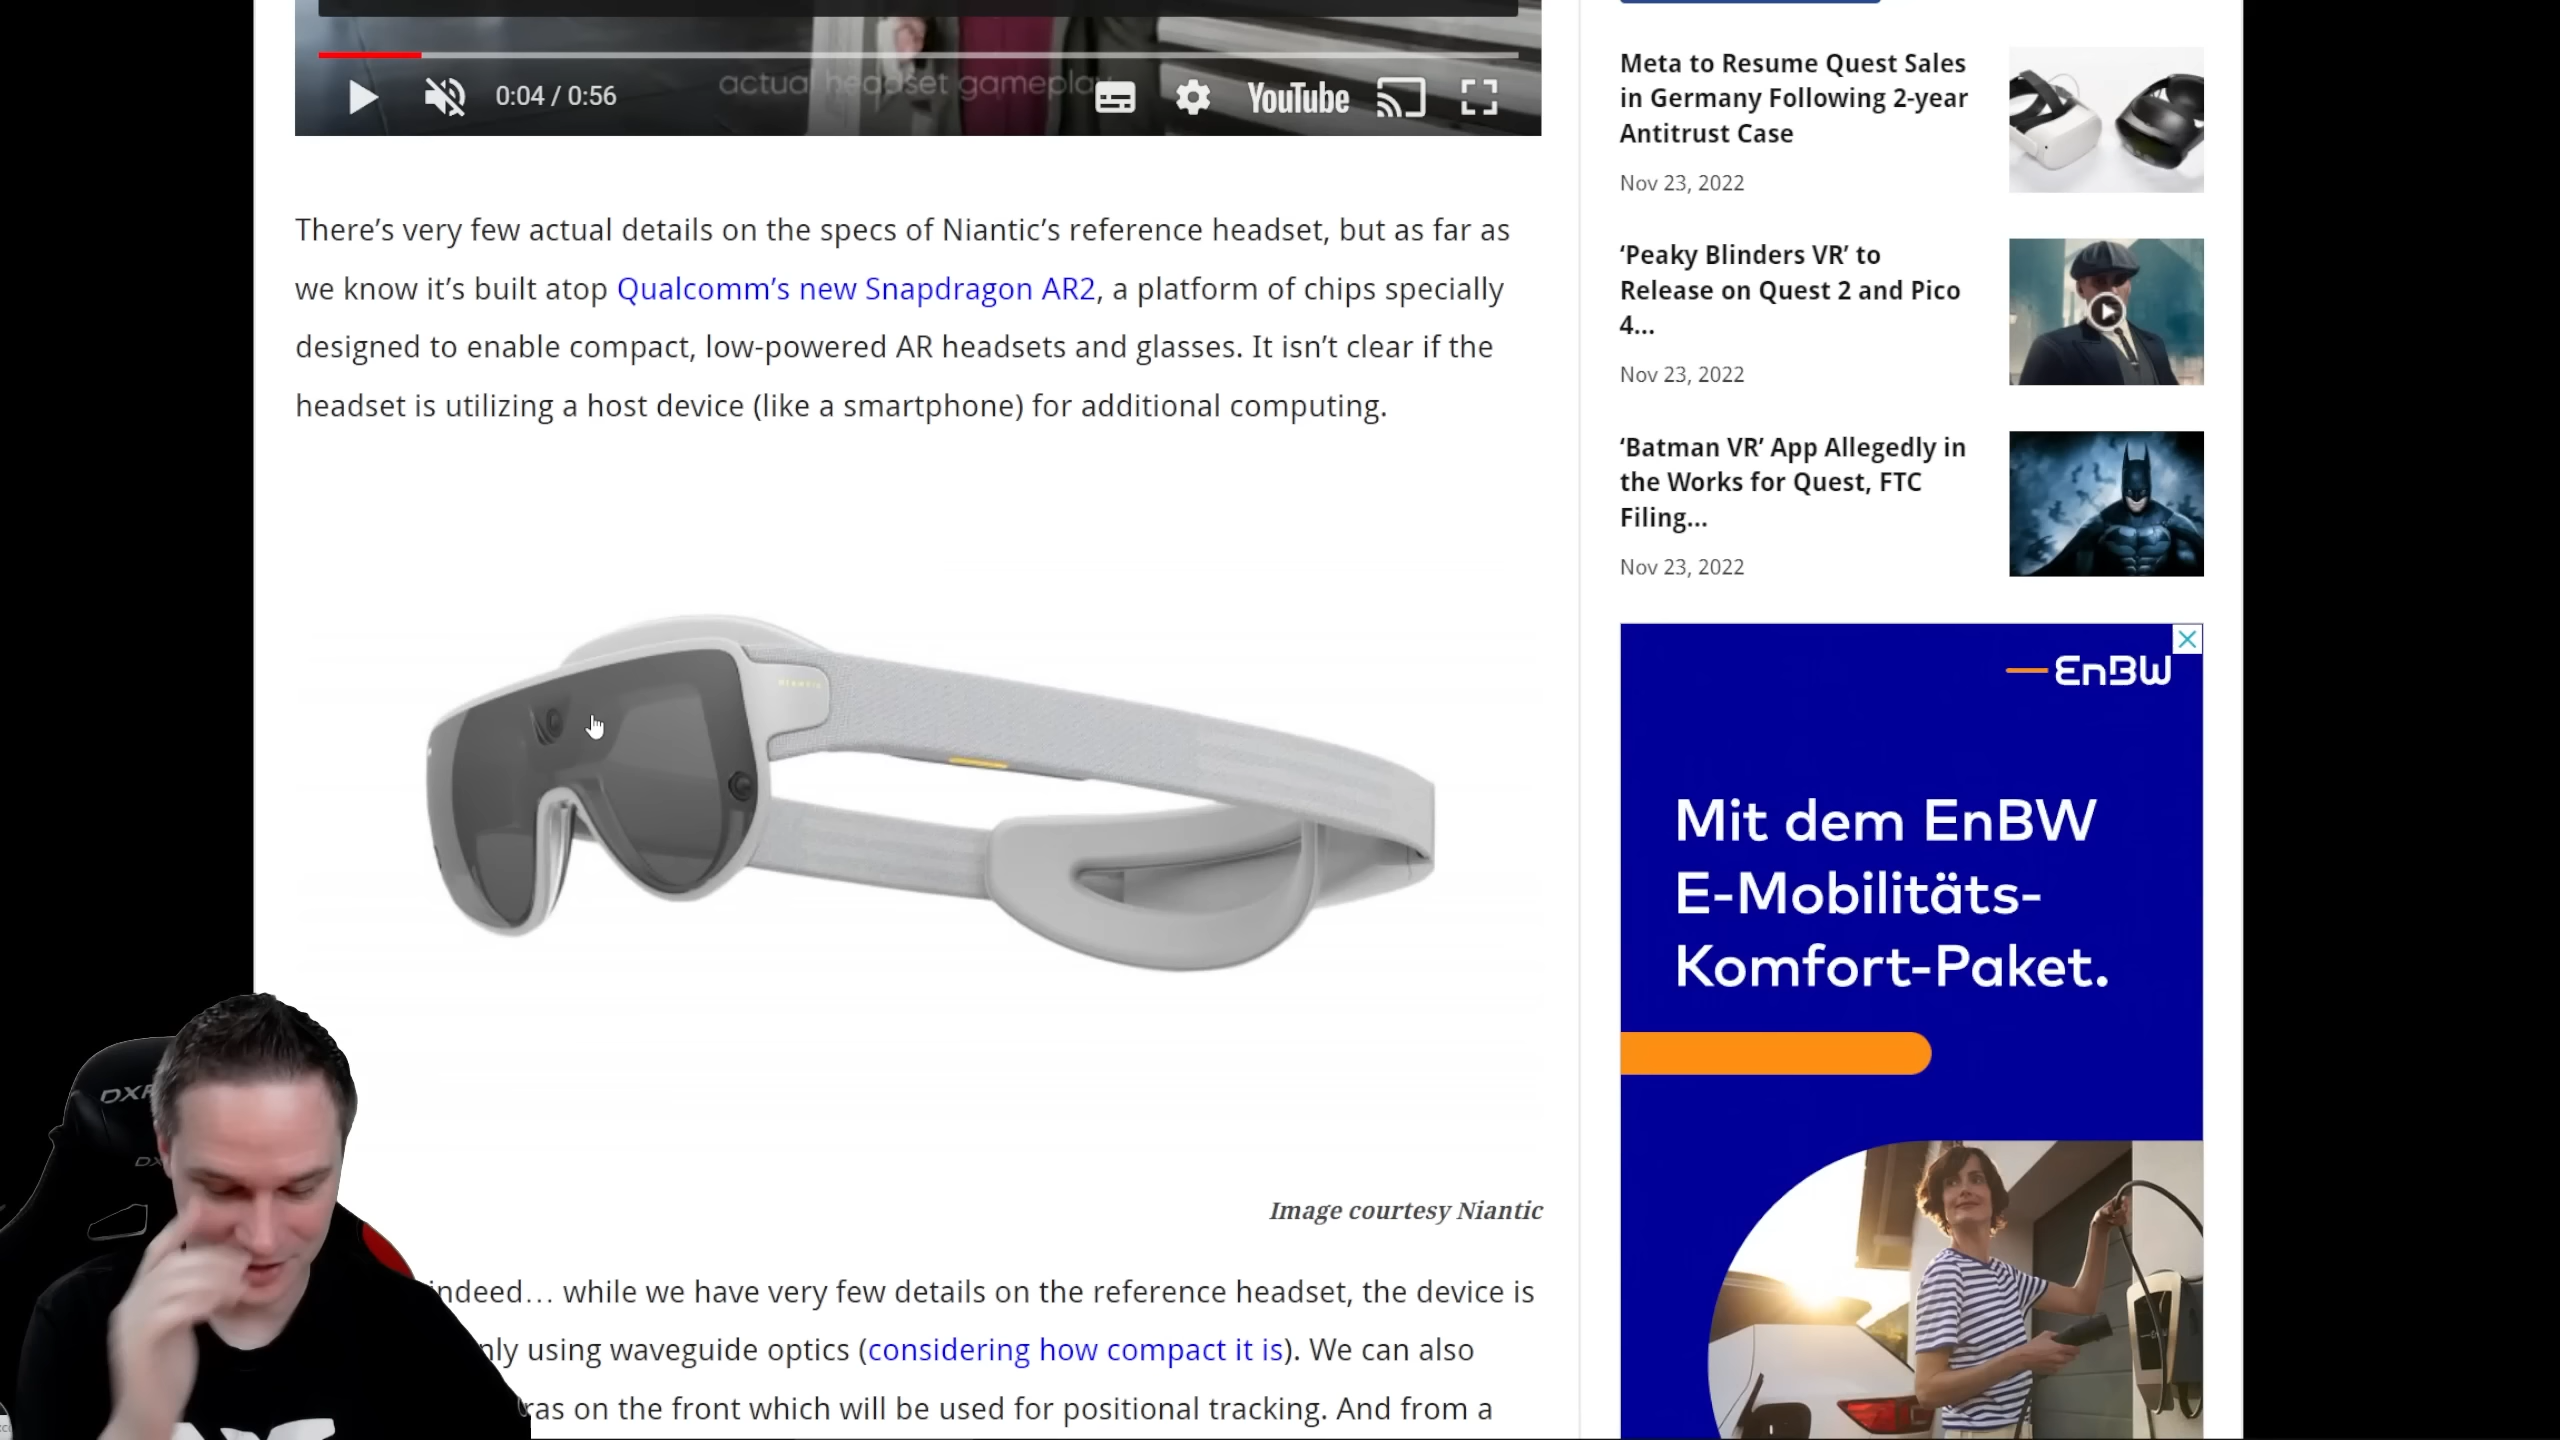 actual headset gameplay
0:04 / 0:56
YouTube
There’s very few actual details on the specs of Niantic’s reference headset, but as far as
we know it’s built atop Qualcomm’s new Snapdragon AR2, a platform of chips specially
designed to enable compact, low-powered AR headsets and glasses. It isn’t clear if the
headset is utilizing a host device (like a smartphone) for additional computing.
NIANTIC
Image courtesy Niantic
indeed… while we have very few details on the reference headset, the device is
using waveguide optics (considering how compact it is). We can also
on the front which will be used for positional tracking. And from a
Meta to Resume Quest Sales
in Germany Following 2-year
Antitrust Case
Nov 23, 2022
‘Peaky Blinders VR’ to
Release on Quest 2 and Pico
4...
Nov 23, 2022
‘Batman VR’ App Allegedly in
the Works for Quest, FTC
Filing...
Nov 23, 2022
EnBW
Mit dem EnBW
E-Mobilitäts-
Komfort-Paket.